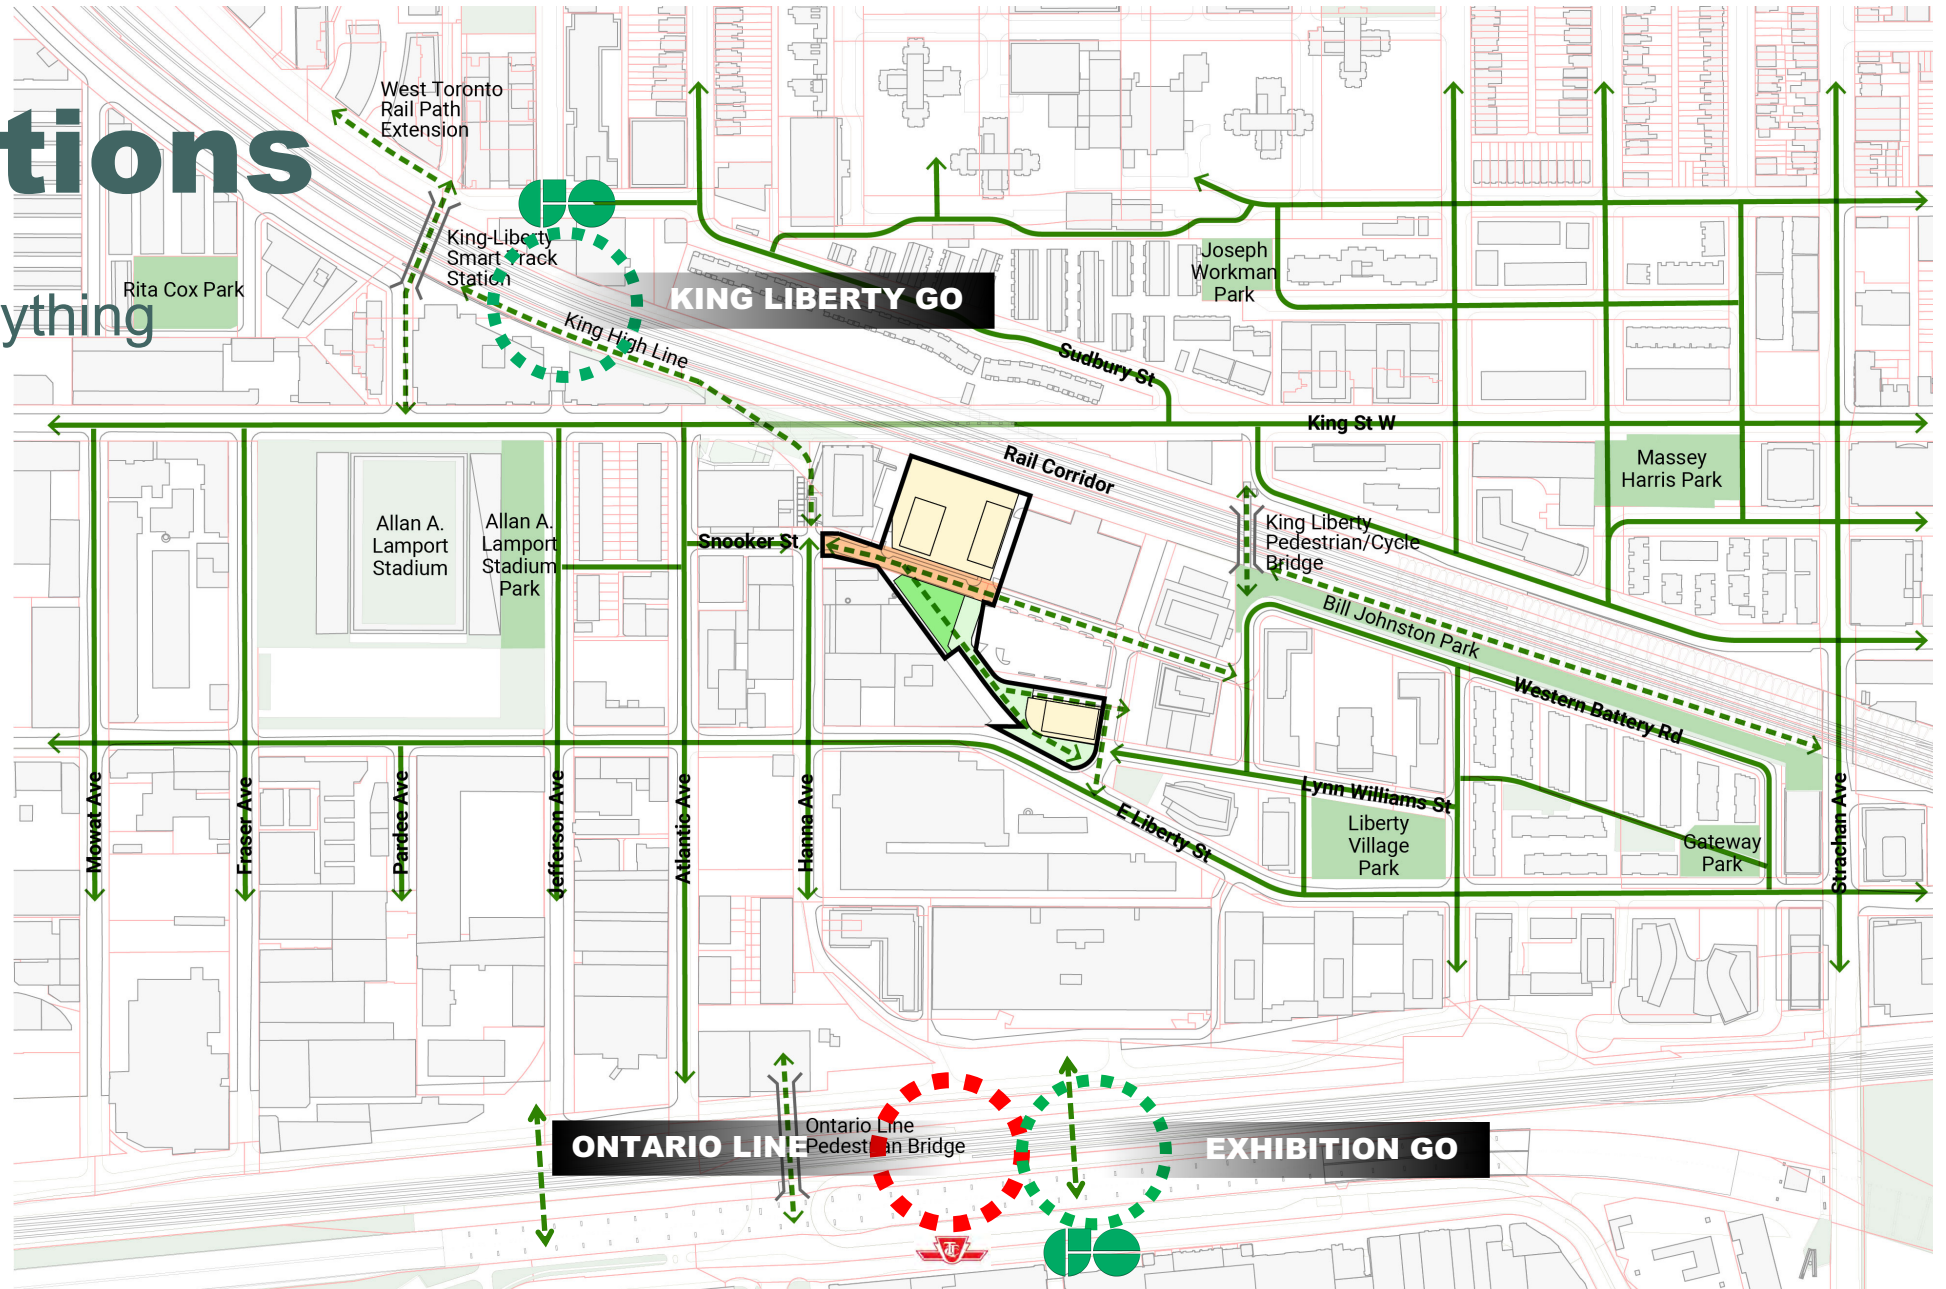 West Toronto
Rail Path
Extension
tions
King-Liberty
Smart Track
Station
Rita Cox Park
ything
KING LIBERTY GO
King High Line
Joseph
Workman
Park
Sudbury St
King St W
Rail Corridor
Massey
Harris Park
Allan A.
Lamport
Stadium
Allan A.
Lamport
Stadium
Park
Snooker St
King Liberty
Pedestrian/Cycle
Bridge
Bill Johnston Park
Western Battery Rd
Mowat Ave
Fraser Ave
Pardee Ave
Jefferson Ave
Atlantic Ave
Hanna Ave
E Liberty St
Lynn Williams St
Liberty
Village
Park
Gateway
Park
Strachan Ave
ONTARIO LINE
Ontario Line
Pedestrian Bridge
EXHIBITION GO
TTC
GO
GO